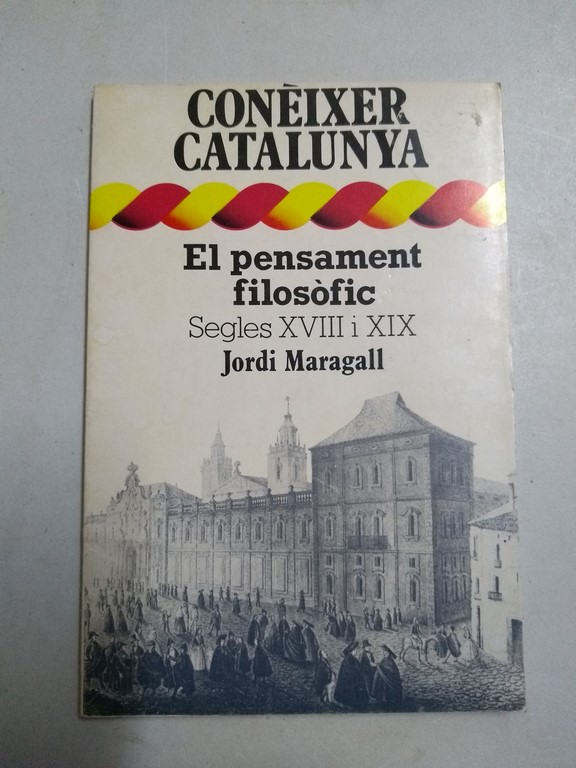 CONÈIXER
CATALUNYA
El pensament
filosòfic
Segles XVIII i XIX
Jordi Maragall